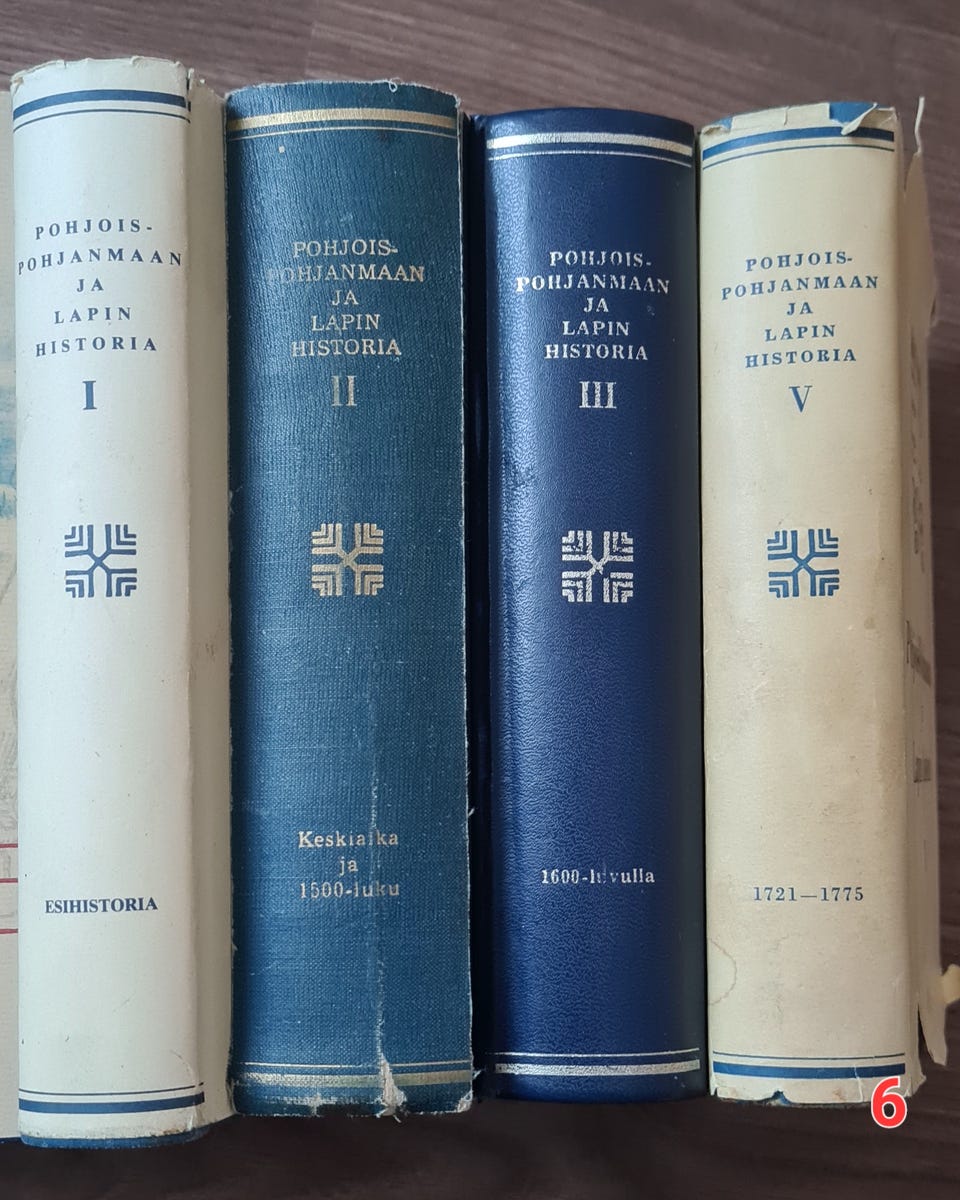 POHJOIS-
POHJANMAAN
JA
LAPIN
HISTORIA
I
ESIHISTORIA
POHJOIS-
POHJANMAAN
JA
LAPIN
HISTORIA
II
Keskiaika
ja
1500-luku
POHJOIS-
POHJANMAAN
JA
LAPIN
HISTORIA
III
1600-luvulla
POHJOIS-
POHJANMAAN
JA
LAPIN
HISTORIA
V
1721—1775
6